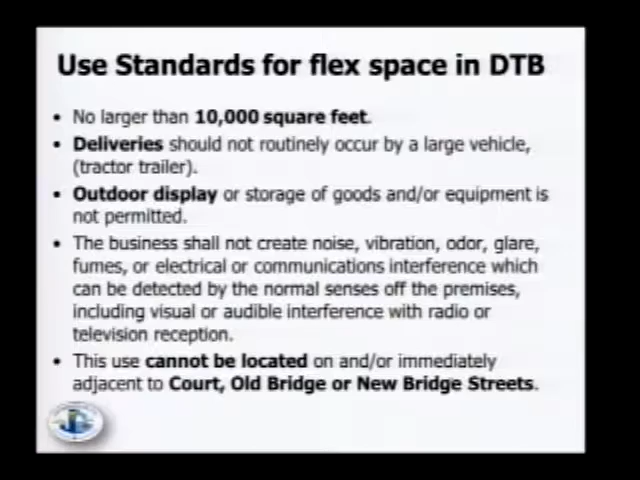 Use Standards for flex space in DTB
• No larger than 10,000 square feet.
• Deliveries should not routinely occur by a large vehicle,
(tractor trailer).
• Outdoor display or storage of goods and/or equipment is
not permitted.
• The business shall not create noise, vibration, odor, glare,
fumes, or electrical or communications interference which
can be detected by the normal senses off the premises,
including visual or audible interference with radio or
television reception.
• This use cannot be located on and/or immediately
adjacent to Court, Old Bridge or New Bridge Streets.